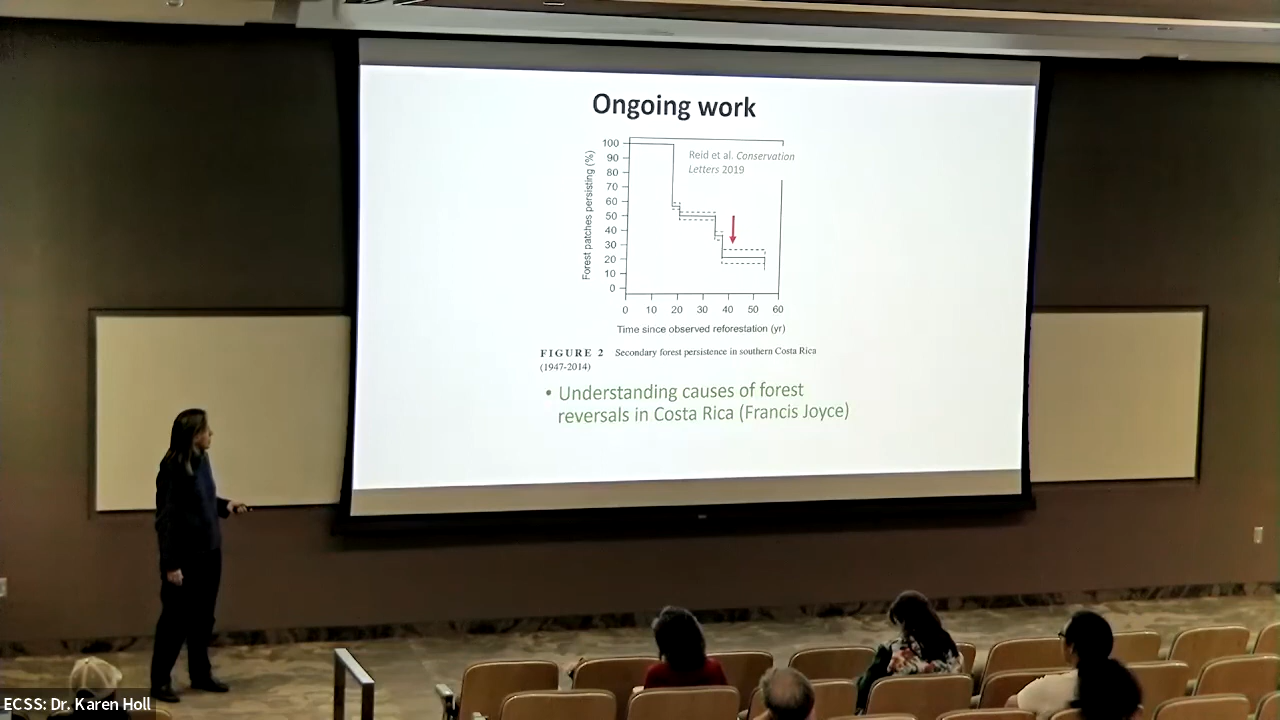 Ongoing work
Reid et al. Conservation
Letters 2019
Forest patches persisting (%)
100
90
80
70
60
50
40
30
20
10
0
0 10 20 30 40 50 60
Time since observed reforestation (yr)
FIGURE 2 Secondary forest persistence in southern Costa Rica
(1947-2014)
• Understanding causes of forest
reversals in Costa Rica (Francis Joyce)
ECSS: Dr. Karen Holl